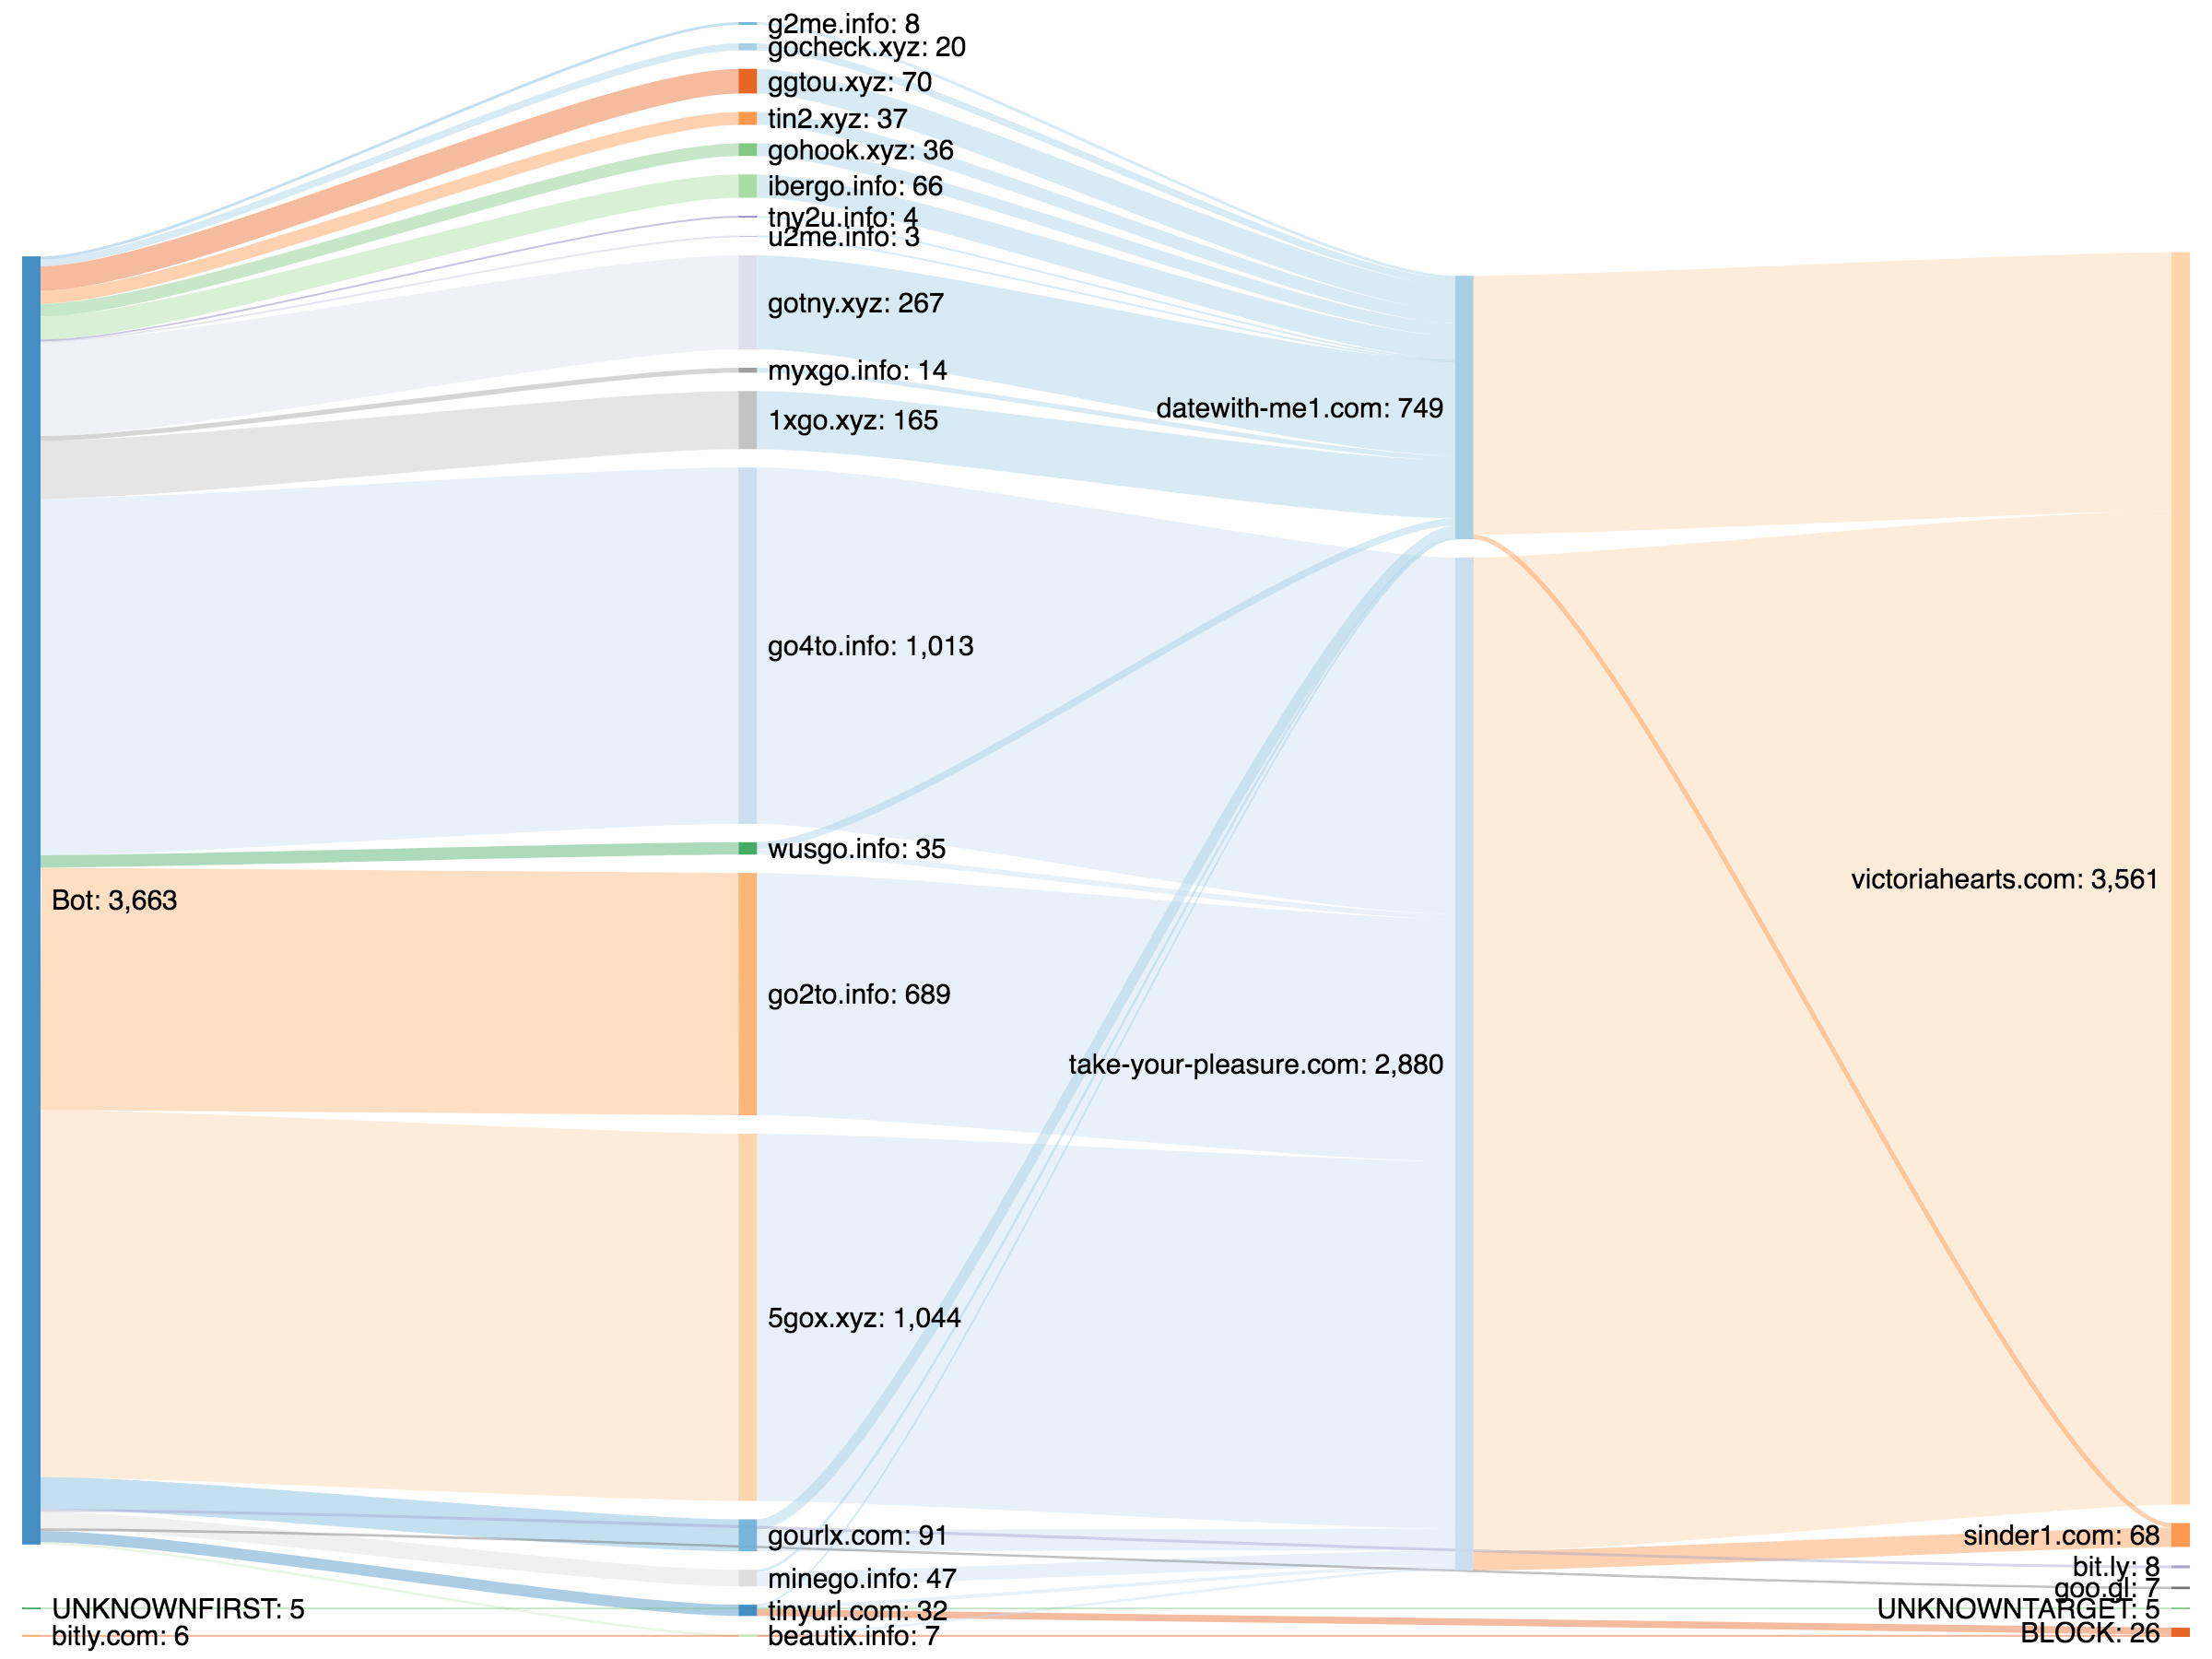 g2me.info: 8
gocheck.xyz: 20
ggtou.xyz: 70
tin2.xyz: 37
gohook.xyz: 36
ibergo.info: 66
tny2u.info: 4
u2me.info: 3
gotny.xyz: 267
myxgo.info: 14
1xgo.xyz: 165
go4to.info: 1,013
wusgo.info: 35
go2to.info: 689
5gox.xyz: 1,044
gourlx.com: 91
minego.info: 47
tinyurl.com: 32
beautix.info: 7
Bot: 3,663
UNKNOWNFIRST: 5
bitly.com: 6
datewith-me1.com: 749
take-your-pleasure.com: 2,880
victoriahearts.com: 3,561
sinder1.com: 68
bit.ly: 8
goo.gl: 7
UNKNOWNTARGET: 5
BLOCK: 26